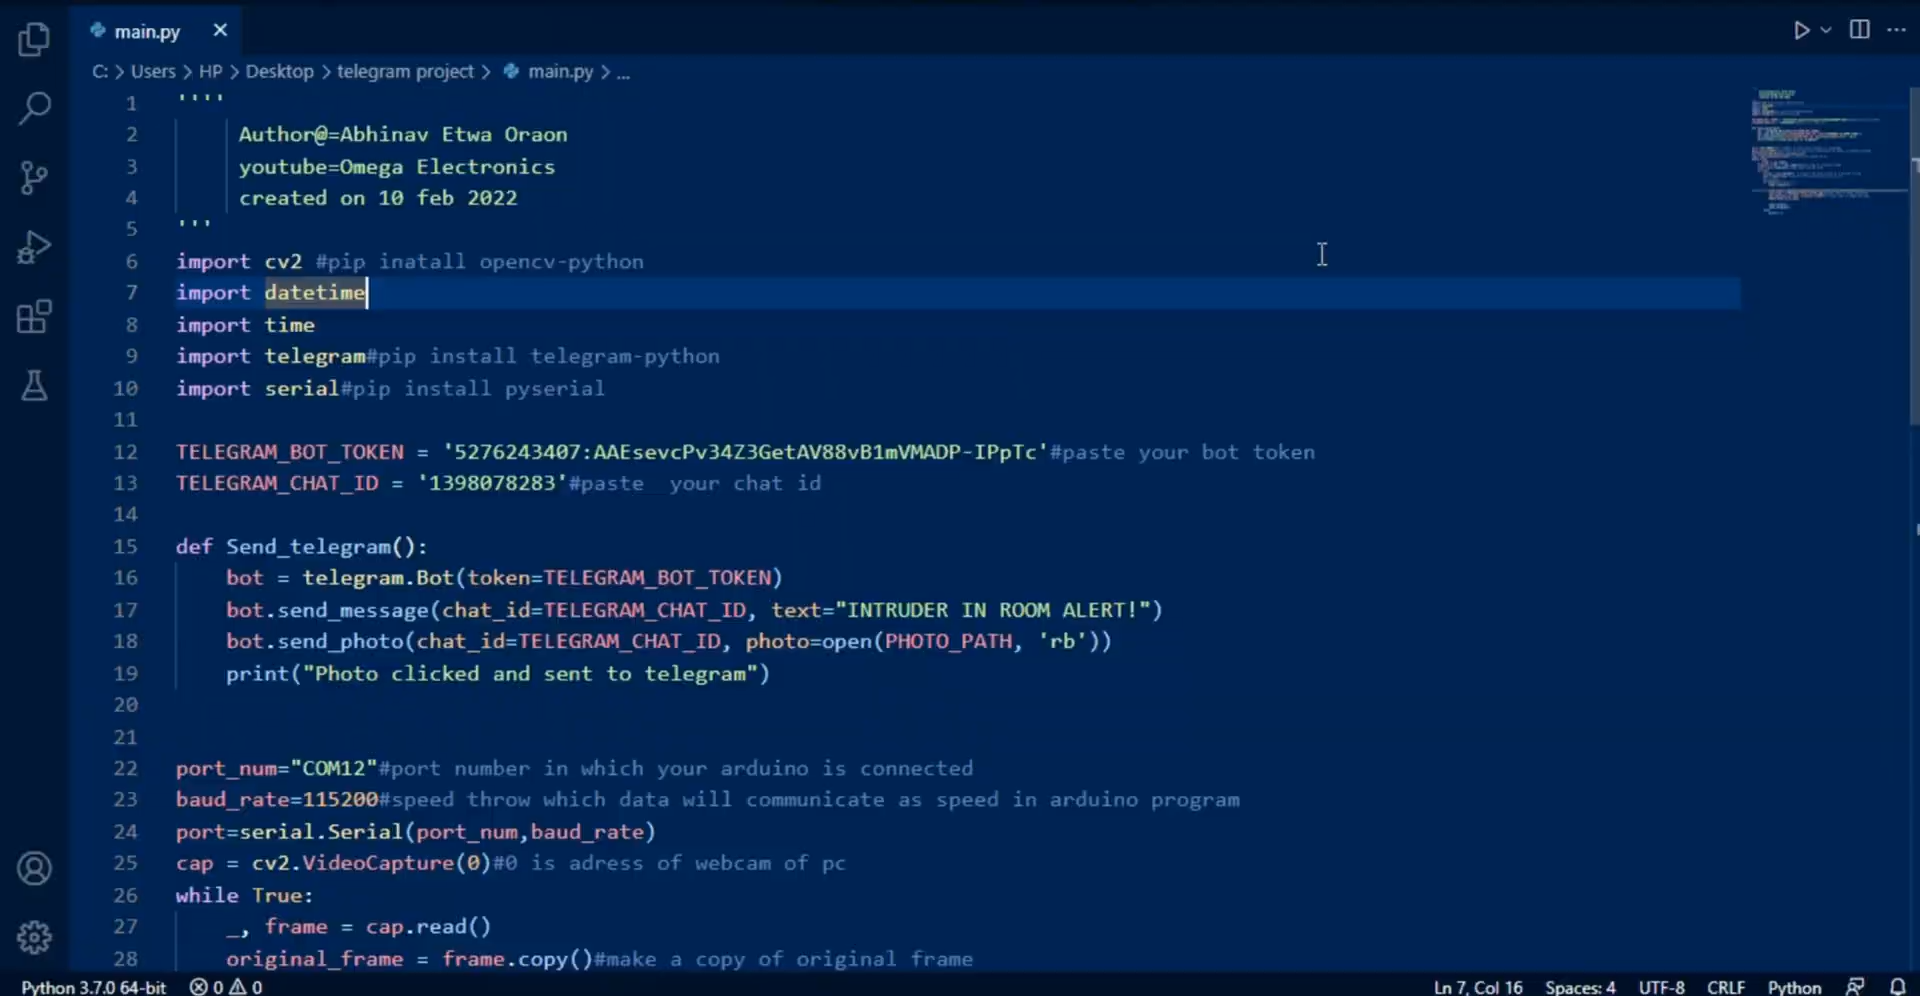 main.py
C: > Users > HP > Desktop > telegram project > main.py > ...
1 ''''
2 Author@=Abhinav Etwa Oraon
3 youtube=Omega Electronics
4 created on 10 feb 2022
5 '''
6 import cv2 #pip inatall opencv-python
7 import datetime
8 import time
9 import telegram#pip install telegram-python
10 import serial#pip install pyserial
11
12 TELEGRAM_BOT_TOKEN = '5276243407:AAEsevcPv34Z3GetAV88vB1mVMADP-IPpTc'#paste your bot token
13 TELEGRAM_CHAT_ID = '1398078283'#paste  your chat id
14
15 def Send_telegram():
16     bot = telegram.Bot(token=TELEGRAM_BOT_TOKEN)
17     bot.send_message(chat_id=TELEGRAM_CHAT_ID, text="INTRUDER IN ROOM ALERT!")
18     bot.send_photo(chat_id=TELEGRAM_CHAT_ID, photo=open(PHOTO_PATH, 'rb'))
19     print("Photo clicked and sent to telegram")
20
21
22 port_num="COM12"#port number in which your arduino is connected
23 baud_rate=115200#speed throw which data will communicate as speed in arduino program
24 port=serial.Serial(port_num,baud_rate)
25 cap = cv2.VideoCapture(0)#0 is adress of webcam of pc
26 while True:
27     _, frame = cap.read()
28     original_frame = frame.copy()#make a copy of original frame
Python 3.7.0 64-bit 0 0 Ln 7, Col 16 Spaces: 4 UTF-8 CRLF Python